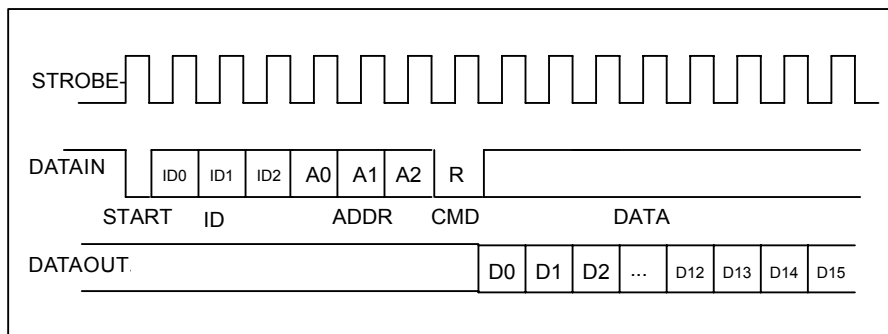 STROBE-
DATAIN ID0 ID1 ID2 A0 A1 A2 R
START ID ADDR CMD DATA
DATAOUT. D0 D1 D2 ... D12 D13 D14 D15